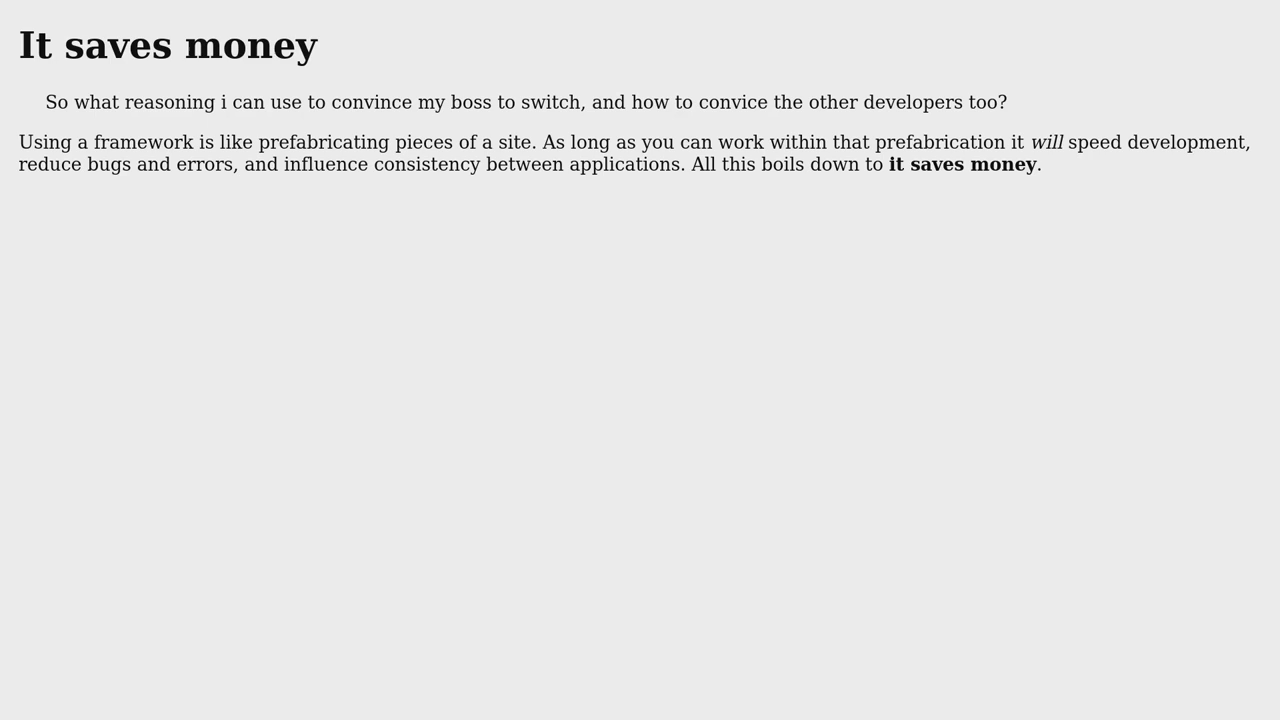 It saves money
So what reasoning i can use to convince my boss to switch, and how to convice the other developers too?
Using a framework is like prefabricating pieces of a site. As long as you can work within that prefabrication it will speed development,
reduce bugs and errors, and influence consistency between applications. All this boils down to it saves money.